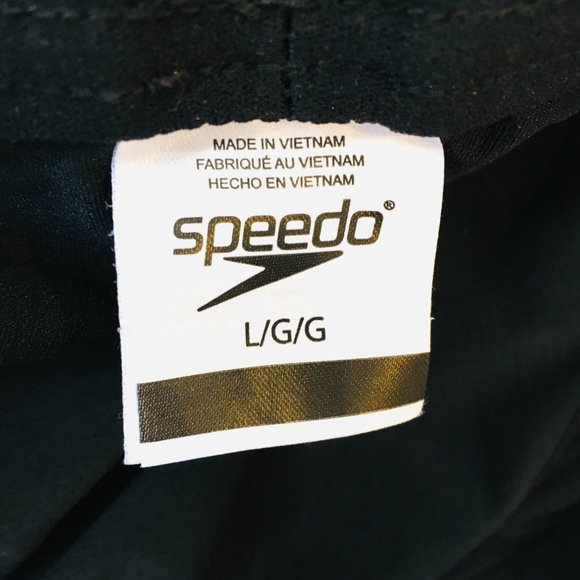 MADE IN VIETNAM
FABRIQUÉ AU VIETNAM
HECHO EN VIETNAM
speedo®
L/G/G